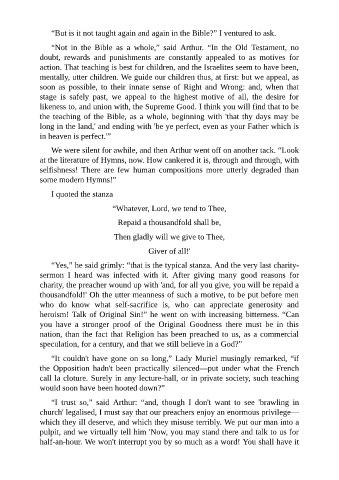 “But is it not taught again and again in the Bible?” I ventured to ask.
“Not in the Bible as a whole,” said Arthur. “In the Old Testament, no
doubt, rewards and punishments are constantly appealed to as motives for
action. That teaching is best for children, and the Israelites seem to have been,
mentally, utter children. We guide our children thus, at first: but we appeal, as
soon as possible, to their innate sense of Right and Wrong: and, when that
stage is safely past, we appeal to the highest motive of all, the desire for
likeness to, and union with, the Supreme Good. I think you will find that to be
the teaching of the Bible, as a whole, beginning with 'that thy days may be
long in the land,' and ending with 'be ye perfect, even as your Father which is
in heaven is perfect.'”
We were silent for awhile, and then Arthur went off on another tack. “Look
at the literature of Hymns, now. How cankered it is, through and through, with
selfishness! There are few human compositions more utterly degraded than
some modern Hymns!”
I quoted the stanza
“Whatever, Lord, we tend to Thee,
Repaid a thousandfold shall be,
Then gladly will we give to Thee,
Giver of all!'
“Yes,” he said grimly: “that is the typical stanza. And the very last charity-
sermon I heard was infected with it. After giving many good reasons for
charity, the preacher wound up with 'and, for all you give, you will be repaid a
thousandfold!' Oh the utter meanness of such a motive, to be put before men
who do know what self-sacrifice is, who can appreciate generosity and
heroism! Talk of Original Sin!” he went on with increasing bitterness. “Can
you have a stronger proof of the Original Goodness there must be in this
nation, than the fact that Religion has been preached to us, as a commercial
speculation, for a century, and that we still believe in a God?”
“It couldn't have gone on so long,” Lady Muriel musingly remarked, “if
the Opposition hadn't been practically silenced—put under what the French
call la cloture. Surely in any lecture-hall, or in private society, such teaching
would soon have been hooted down?”
“I trust so,” said Arthur: “and, though I don't want to see 'brawling in
church' legalised, I must say that our preachers enjoy an enormous privilege—
which they ill deserve, and which they misuse terribly. We put our man into a
pulpit, and we virtually tell him 'Now, you may stand there and talk to us for
half-an-hour. We won't interrupt you by so much as a word! You shall have it